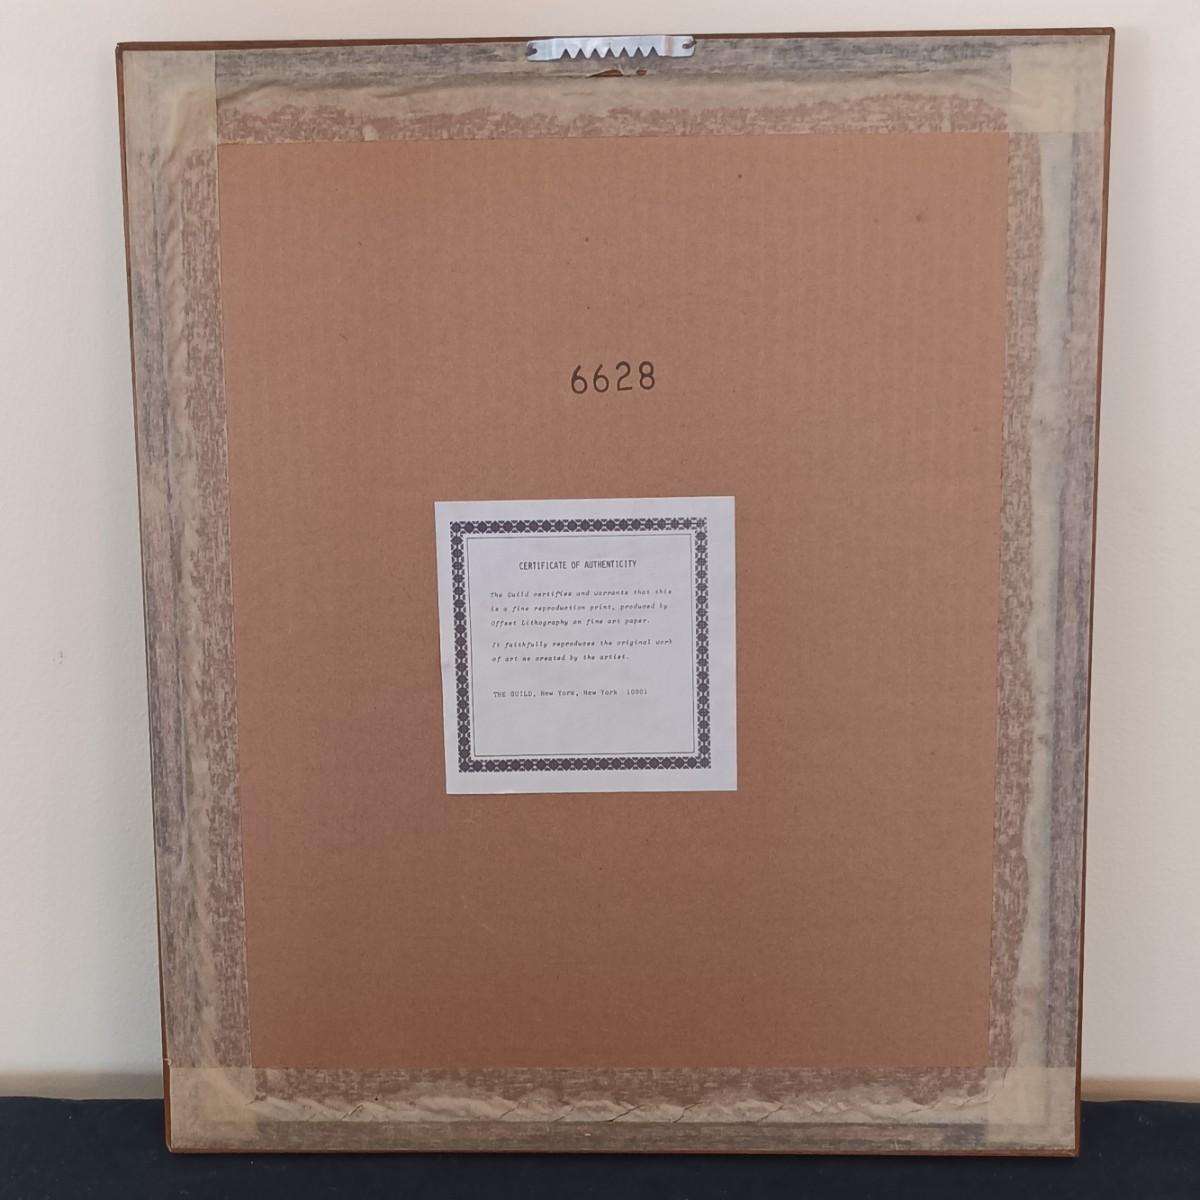 6628
CERTIFICATE OF AUTHENTICITY
The Guild certifies and warrants that this
is a fine reproduction print, produced by
Offset Lithography on fine art paper.
It faithfully reproduces the original work
of art as created by the artist.
THE GUILD, New York, New York 10001